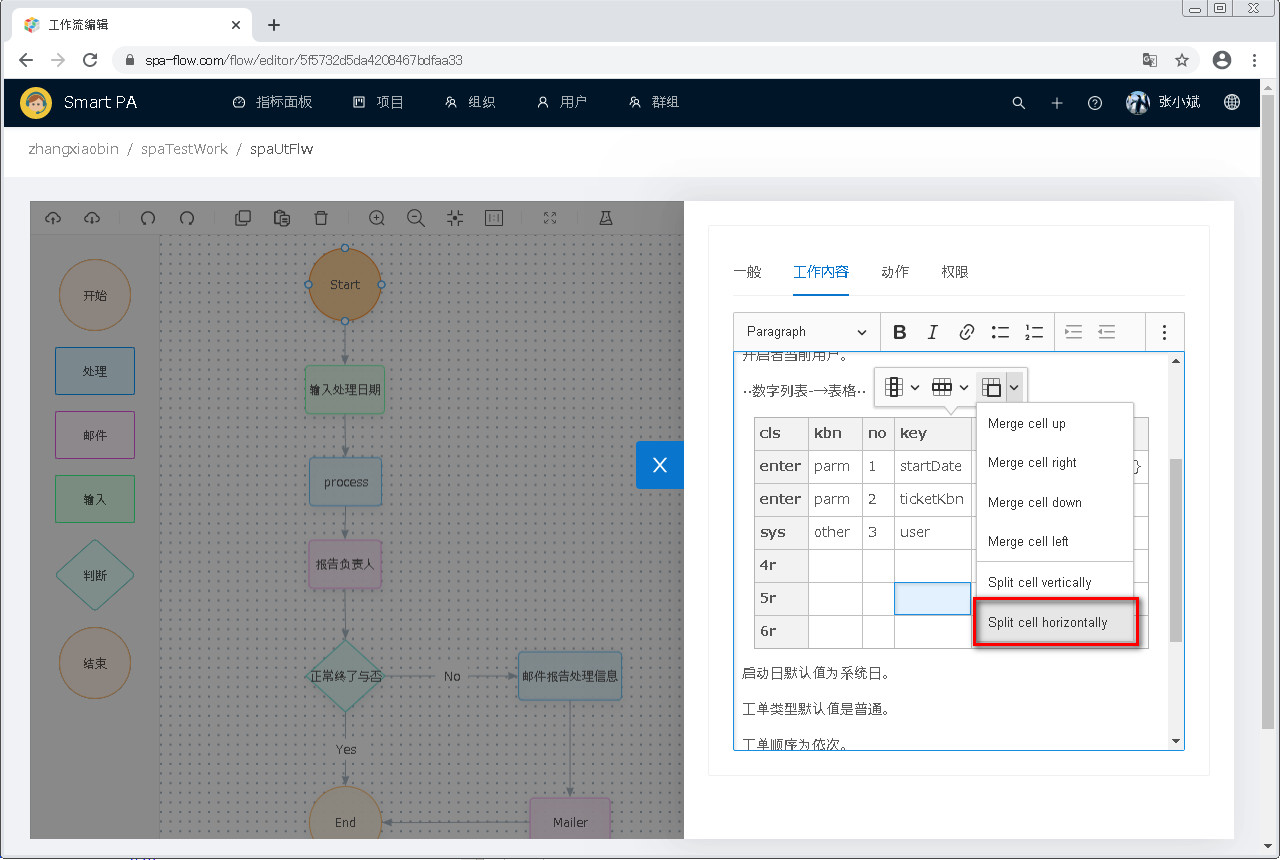 工作流编辑
spa-flow.com/flow/editor/5f5732d5da4208467bdfaa33
Smart PA 指标面板 项目 组织 用户 群组 张小斌
zhangxiaobin / spaTestWork / spaUtFlw
开始
处理
邮件
输入
判断
结束
Start
输入处理日期
process
报告负责人
正常终了与否
No
邮件报告处理信息
Yes
End
Mailer
X
一般 工作内容 动作 权限
Paragraph
开启者当前用户。
··数字列表-→表格··
cls kbn no key
enter parm 1 startDate }
enter parm 2 ticketKbn
sys other 3 user
4r
5r
6r
Merge cell up
Merge cell right
Merge cell down
Merge cell left
Split cell vertically
Split cell horizontally
启动日默认值为系统日。
工单类型默认值是普通。
工单顺序为依次。